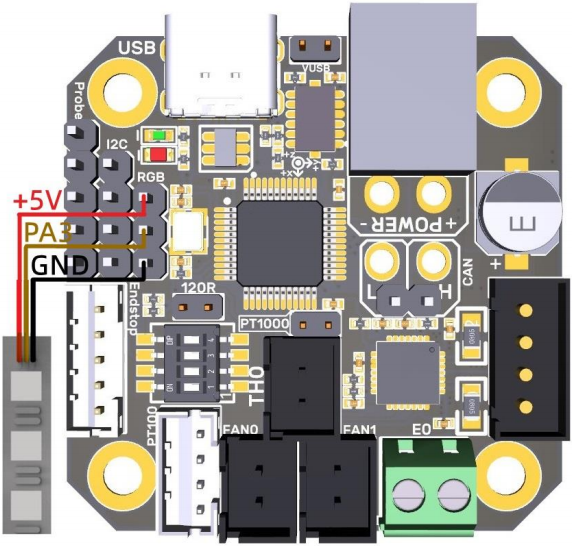 USB
VUSB
Probe
I2C
RGB
+5V
PA3
GND
+Z
Y+
+X
+POWER-
E
+
CAN
L
H
Endstop
120R
PT1000
DIP
ON
4
3
2
1
TH0
PT100
FAN0
FAN1
E0